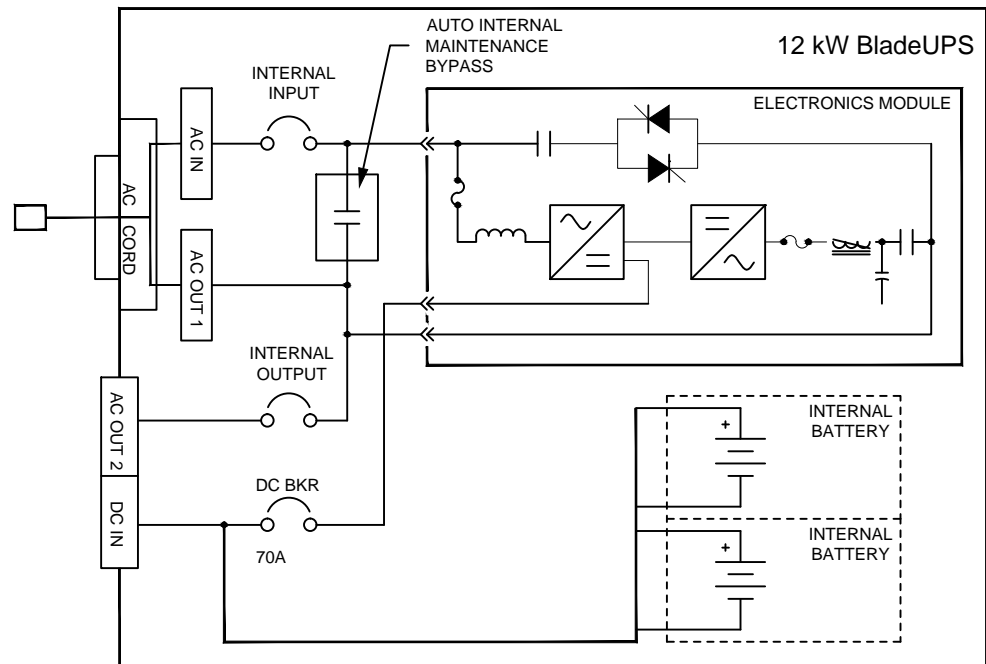 AUTO INTERNAL
MAINTENANCE
BYPASS
12 kW BladeUPS
INTERNAL
INPUT
ELECTRONICS MODULE
AC IN
AC
CORD
AC OUT 1
INTERNAL
OUTPUT
AC OUT 2
INTERNAL
BATTERY
+
DC BKR
DC IN
70A
INTERNAL
BATTERY
+